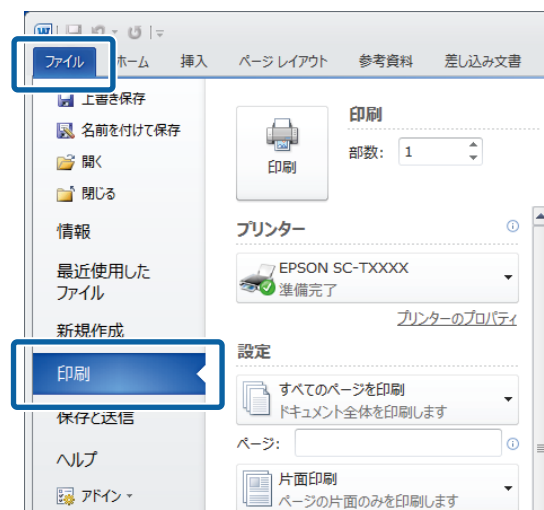 W
ファイル ホーム 挿入 ページ レイアウト 参考資料 差し込み文書
上書き保存
名前を付けて保存
開く
閉じる
情報
最近使用した
ファイル
新規作成
印刷
保存と送信
ヘルプ
アドイン
印刷
印刷
部数: 1
プリンター
EPSON SC-TXXXX
準備完了
プリンターのプロパティ
設定
すべてのページを印刷
ドキュメント全体を印刷します
ページ:
片面印刷
ページの片面のみを印刷します